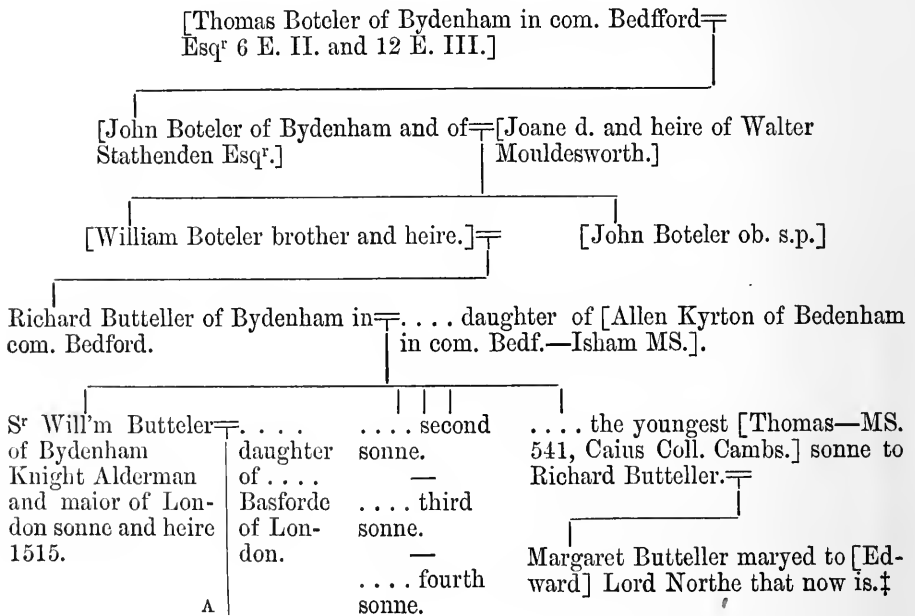 [Thomas Boteler of Bydenham in com. Bedfford
Esqʳ 6 E. II. and 12 E. III.]
[John Boteler of Bydenham and of
Stathenden Esqʳ.]
[Joane d. and heire of Walter
Mouldesworth.]
[William Boteler brother and heire.]
[John Boteler ob. s.p.]
Richard Butteller of Bydenham in
com. Bedford.
. . . . daughter of [Allen Kyrton of Bedenham
in com. Bedf.—Isham MS.].
Sʳ Will'm Butteler
of Bydenham
Knight Alderman
and maior of Lon-
don sonne and heire
1515.
. . . .
daughter
of . . . .
Basforde
of Lon-
don.
. . . . second
sonne.
—
. . . . third
sonne.
—
. . . . fourth
sonne.
. . . . the youngest [Thomas—MS.
541, Caius Coll. Cambs.] sonne to
Richard Butteller.
Margaret Butteller maryed to [Ed-
ward] Lord Northe that now is.‡
A